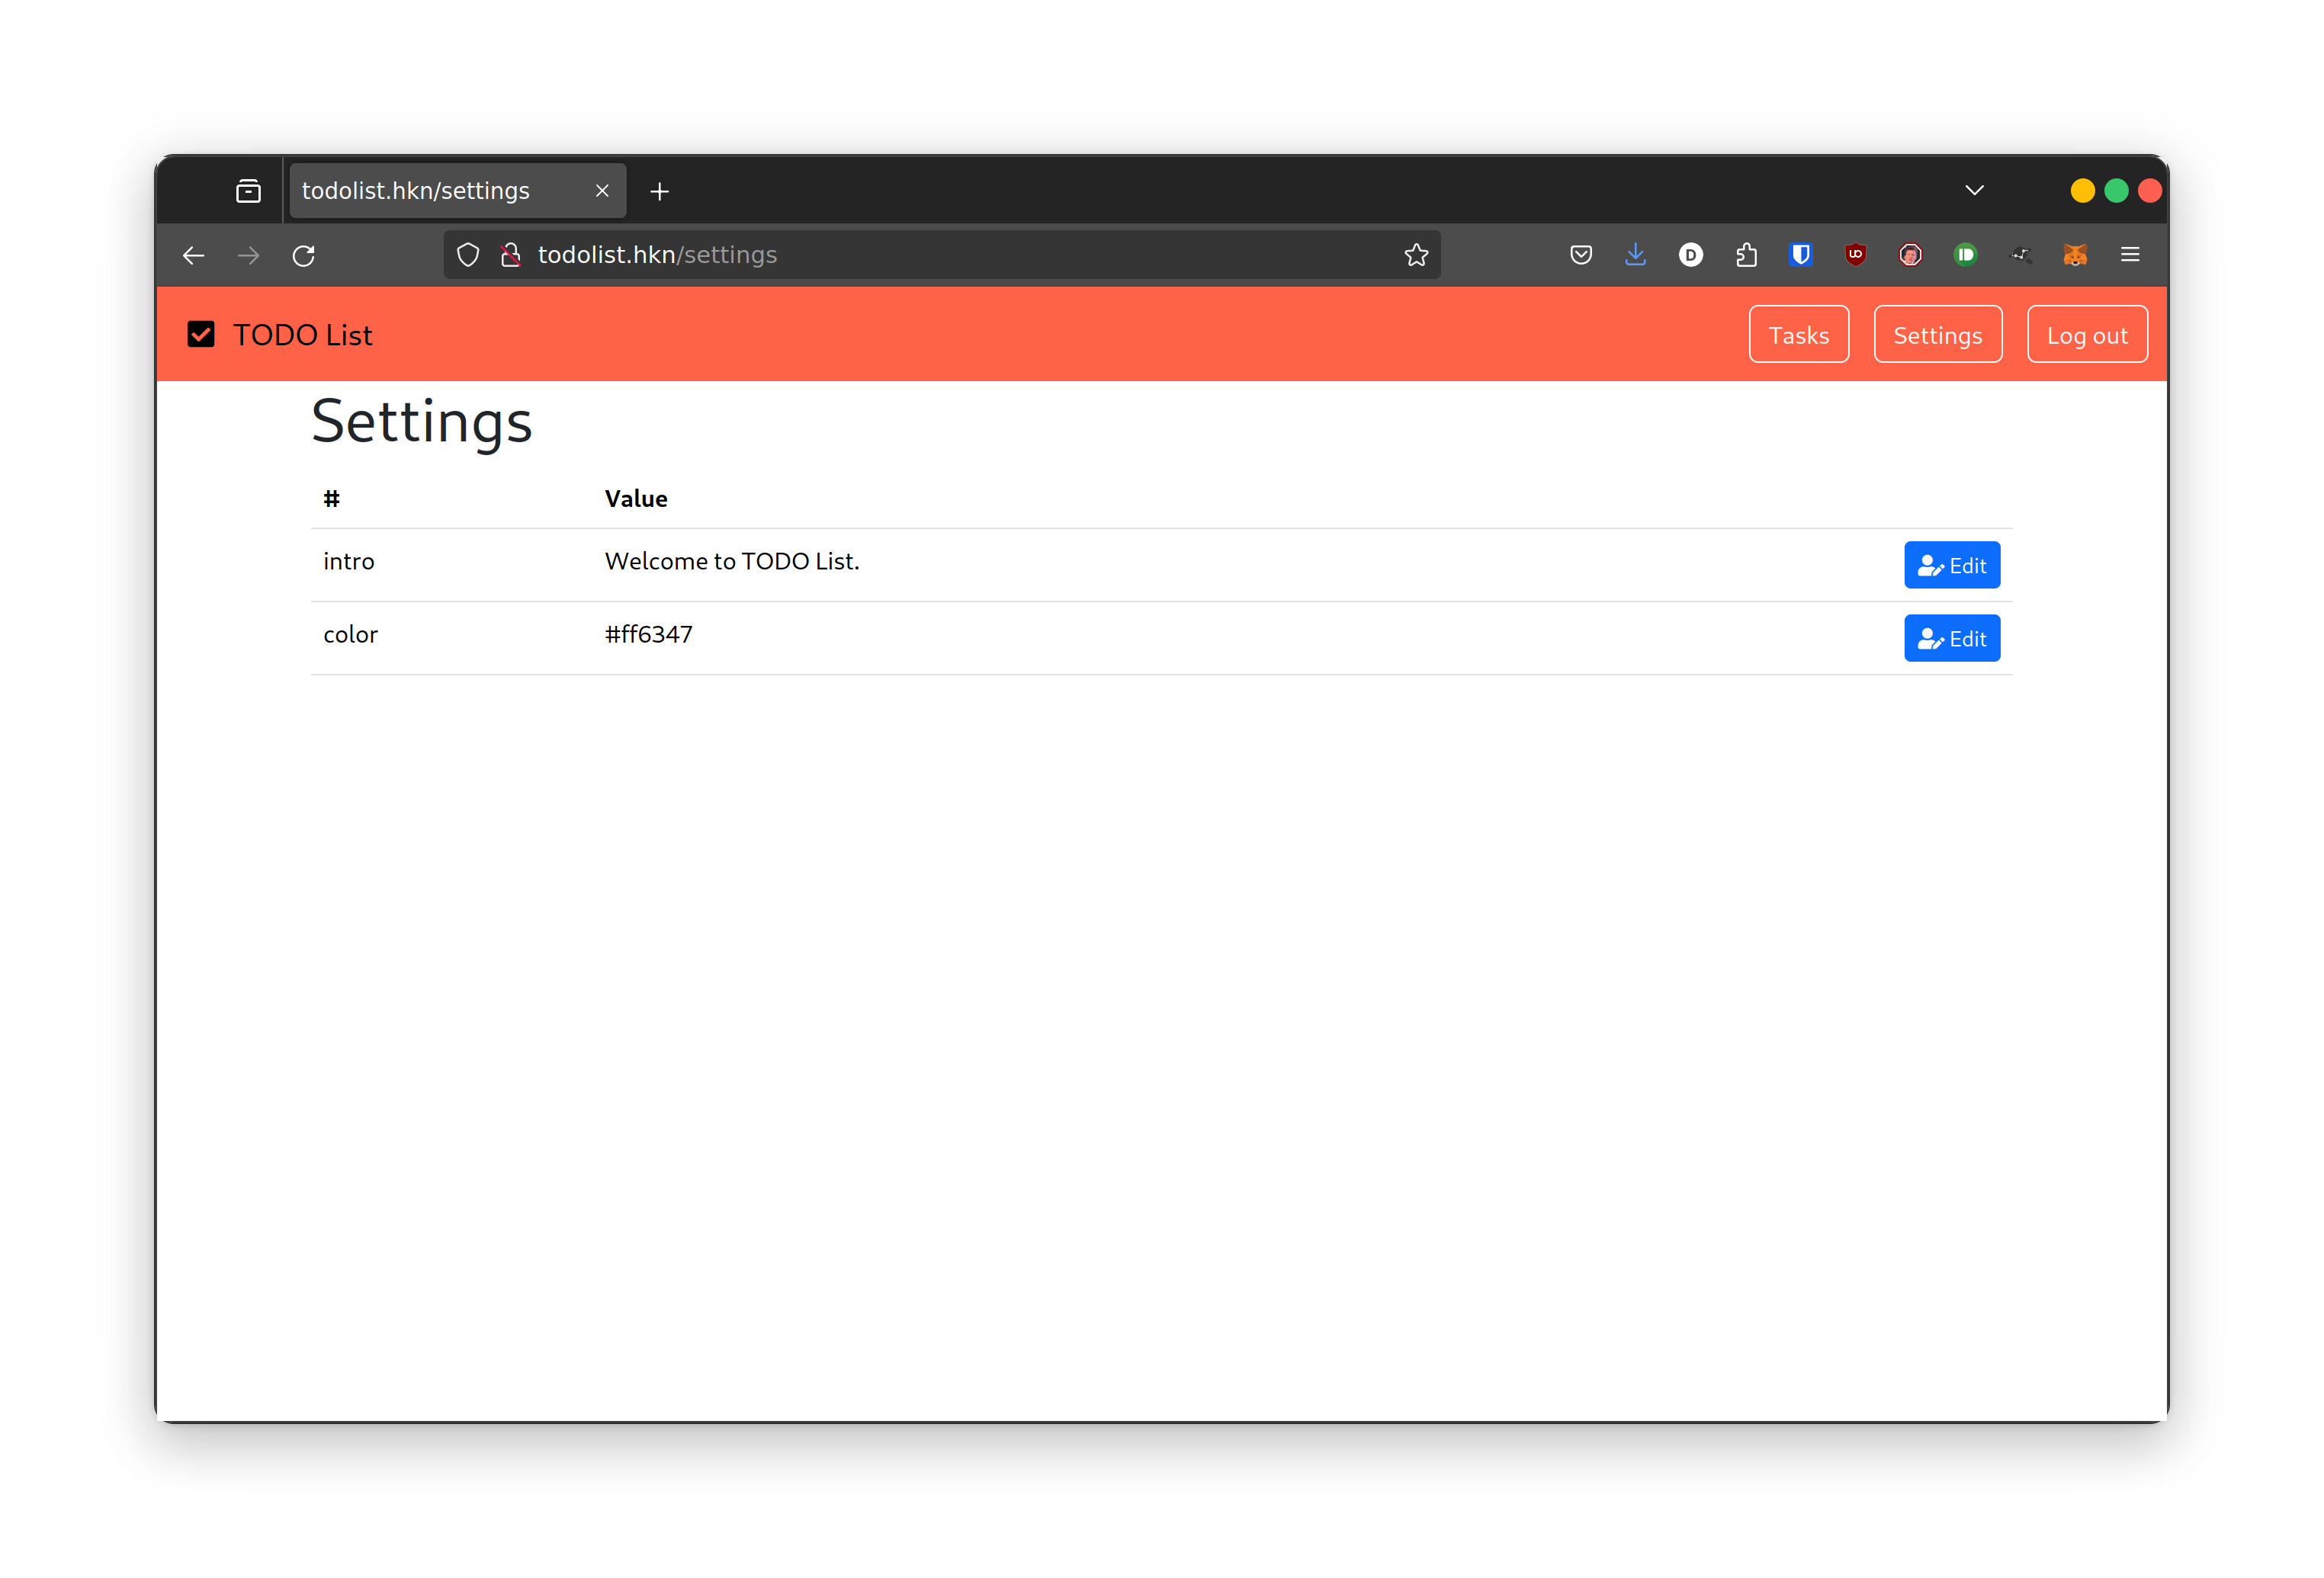 todolist.hkn/settings
todolist.hkn/settings
D
TODO List
Tasks
Settings
Log out
Settings
# Value
intro Welcome to TODO List. Edit
color #ff6347 Edit